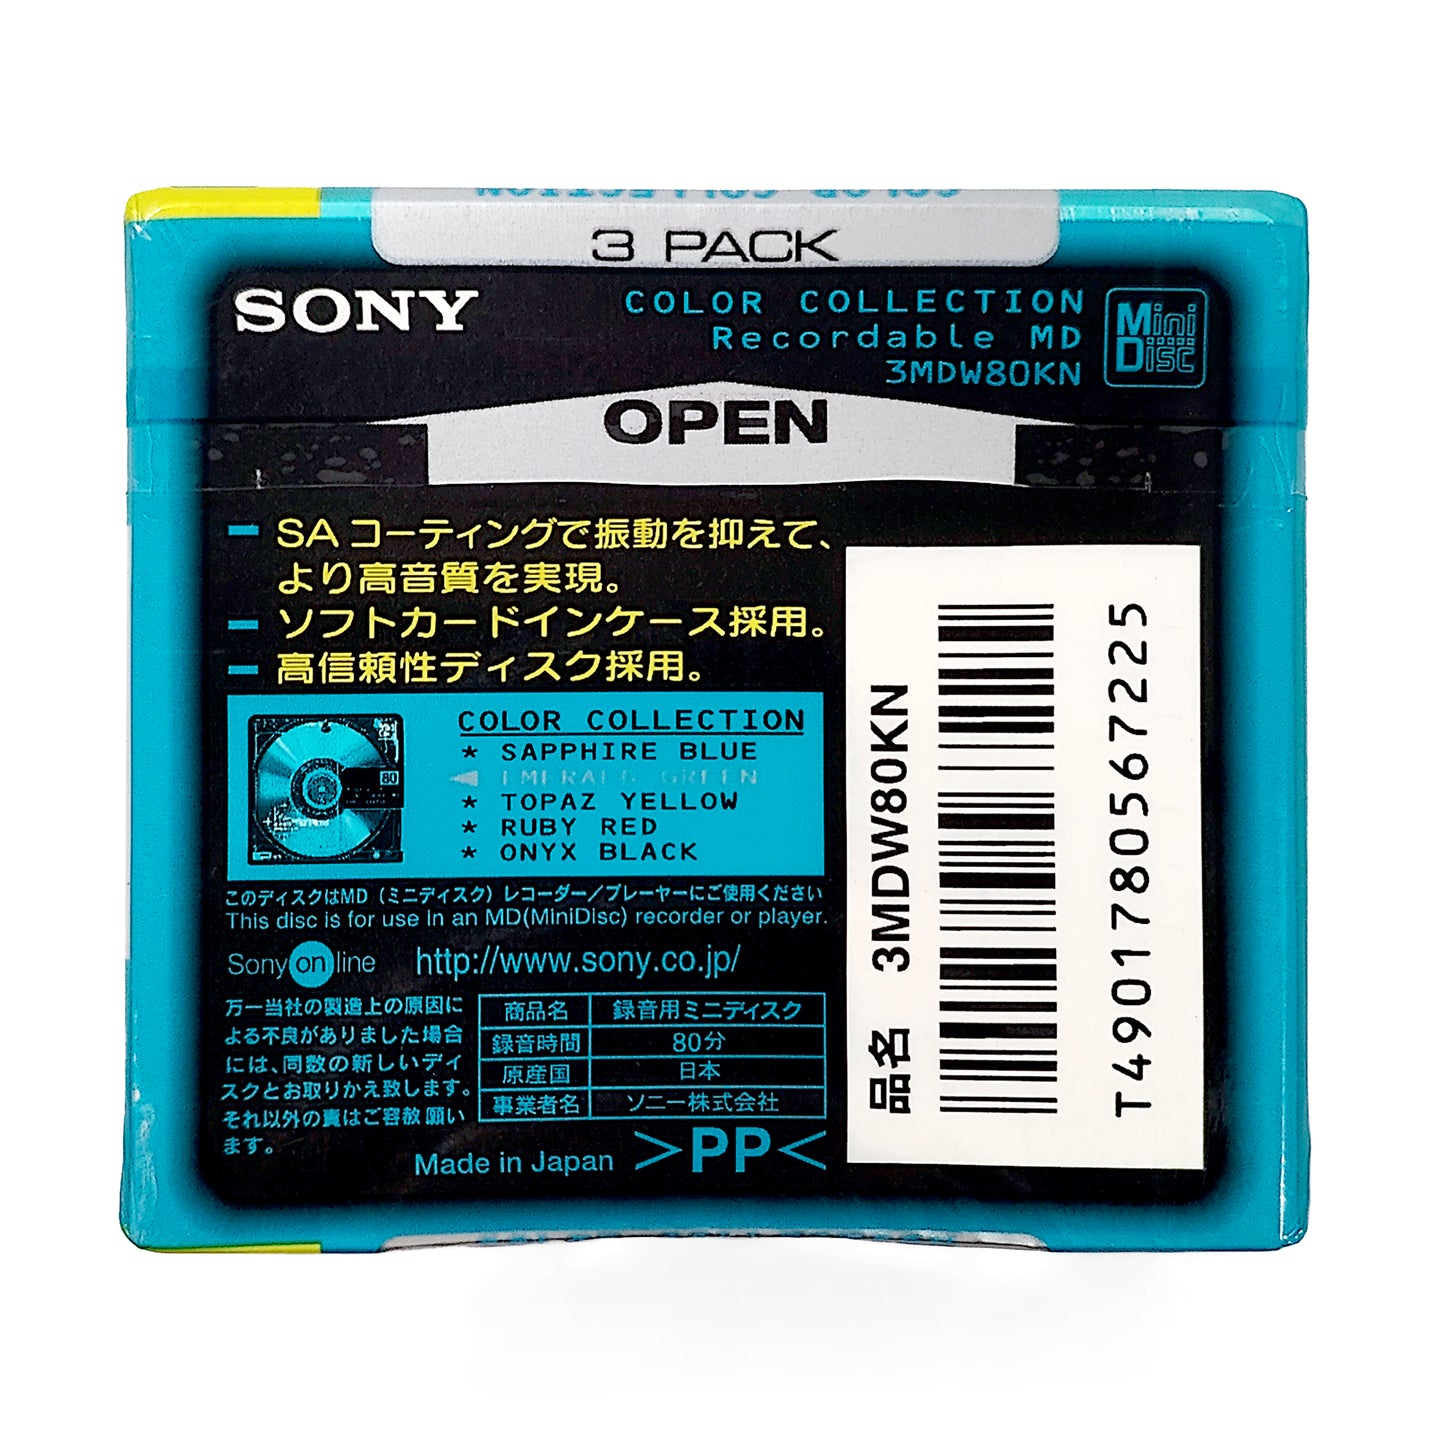 COLOR COLLECTION
3 PACK
SONY
COLOR COLLECTION
Recordable MD
3MDW80KN
Mini
Disc
OPEN
SAコーティングで振動を抑えて、
より高音質を実現。
ソフトカードインケース採用。
高信頼性ディスク採用。
80
COLOR COLLECTION
* SAPPHIRE BLUE
EMERALD GREEN
* TOPAZ YELLOW
* RUBY RED
* ONYX BLACK
このディスクはMD（ミニディスク）レコーダー／プレーヤーにご使用ください
This disc is for use in an MD(MiniDisc) recorder or player.
Sony on line http://www.sony.co.jp/
万一当社の製造上の原因に
よる不良がありました場合
には、同数の新しいディ
スクとお取りかえ致します。
それ以外の責はご容赦願い
ます。
商品名 録音用ミニディスク
録音時間 80分
原産国 日本
事業者名 ソニー株式会社
Made in Japan >PP<
品名 3MDW80KN
T4901780567225